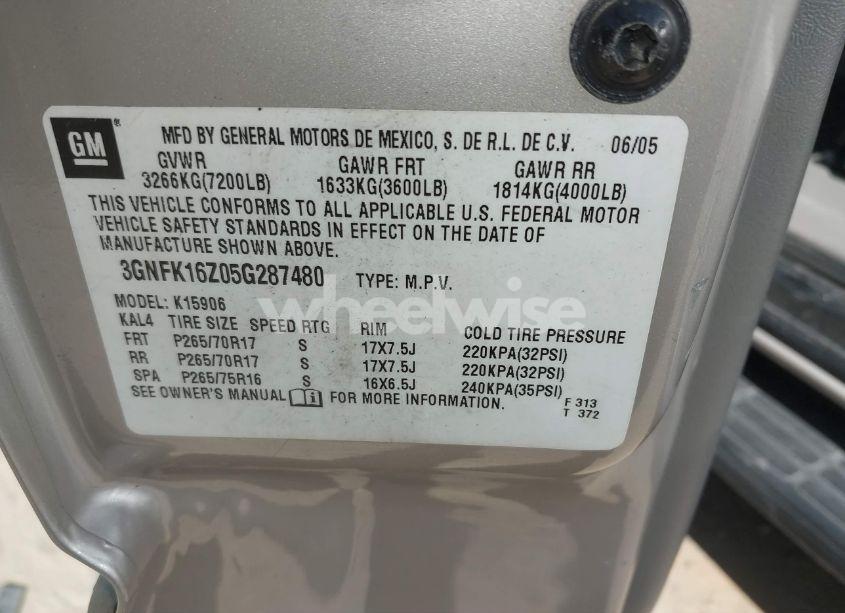 GM®
MFD BY GENERAL MOTORS DE MEXICO, S. DE R.L. DE C.V. 06/05
GVWR GAWR FRT GAWR RR
3266KG(7200LB) 1633KG(3600LB) 1814KG(4000LB)
THIS VEHICLE CONFORMS TO ALL APPLICABLE U.S. FEDERAL MOTOR
VEHICLE SAFETY STANDARDS IN EFFECT ON THE DATE OF
MANUFACTURE SHOWN ABOVE.
3GNFK16Z05G287480 TYPE: M.P.V.
MODEL: K15906
KAL4 TIRE SIZE SPEED RTG RIM COLD TIRE PRESSURE
FRT P265/70R17 S 17X7.5J 220KPA(32PSI)
RR P265/70R17 S 17X7.5J 220KPA(32PSI)
SPA P265/75R16 S 16X6.5J 240KPA(35PSI)
SEE OWNER'S MANUAL i FOR MORE INFORMATION.
F 313
T 372
wheelwise